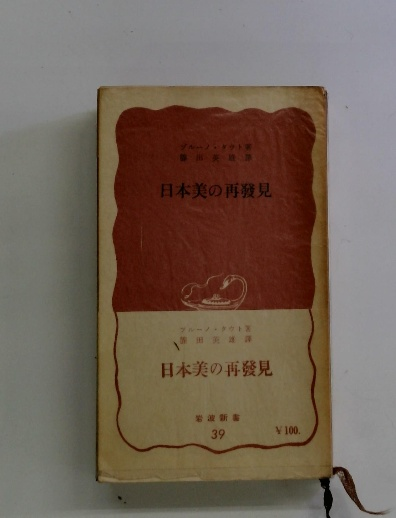 ブルーノ・タウト著
篠田英雄譯
日本美の再發見
ブルーノ・タウト著
篠田英雄譯
日本美の再發見
岩波新書
39
¥100.